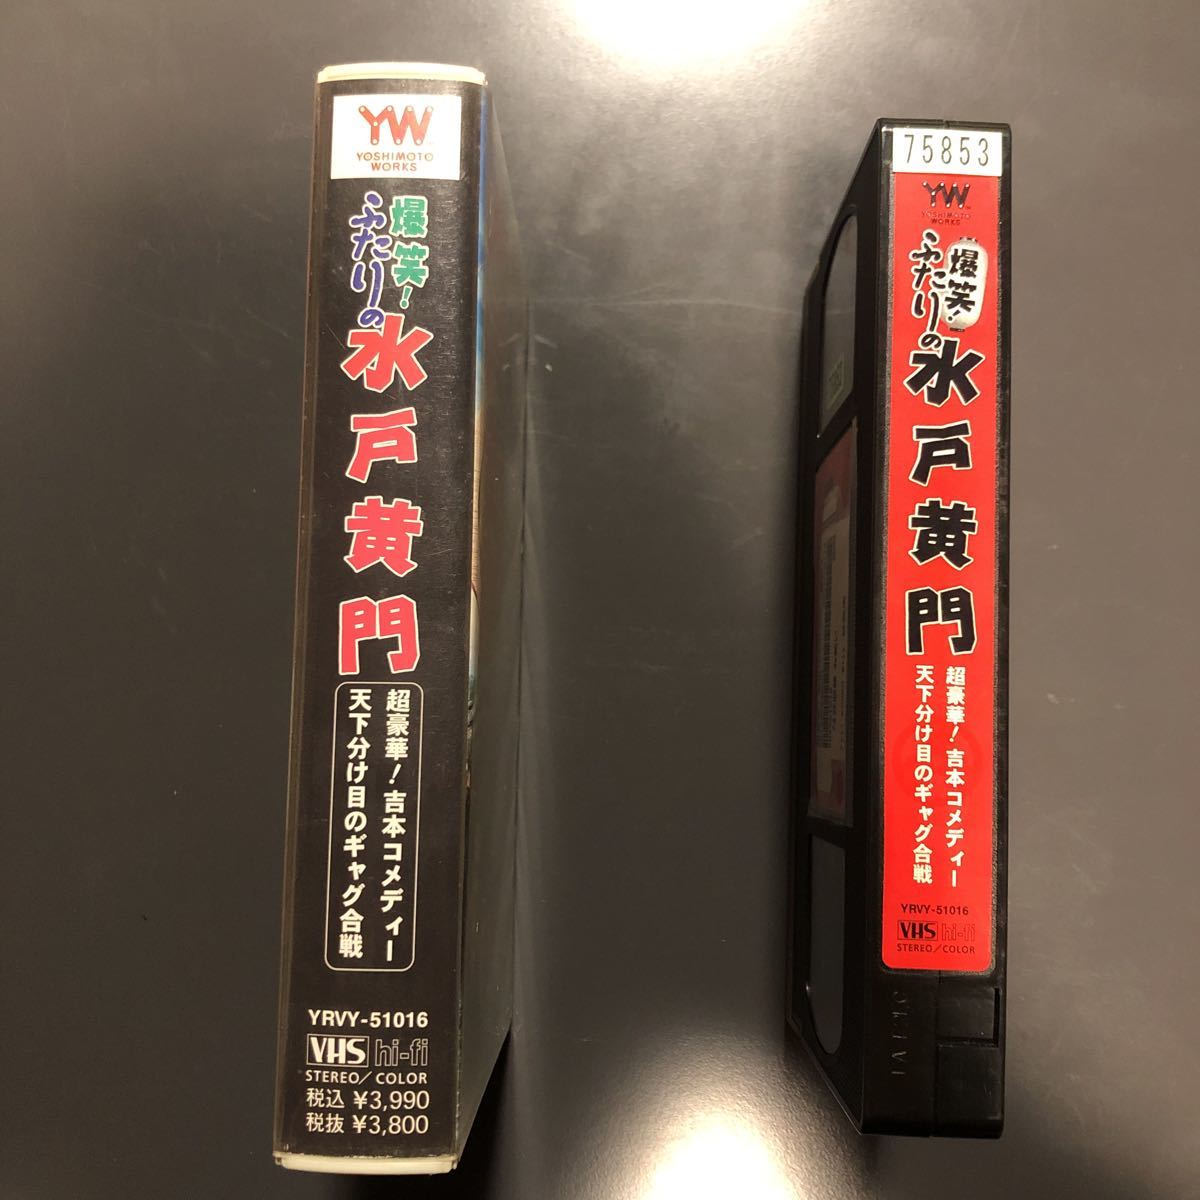 YW
YOSHIMOTO
WORKS
爆笑!
ふたりの
水戸黄門
超豪華!吉本コメディー
天下分け目のギャグ合戦
YRVY-51016
VHS hi-fi
STEREO/COLOR
税込 ¥3,990
税抜 ¥3,800
75853
YW
YOSHIMOTO
WORKS
爆笑!
ふたりの
水戸黄門
超豪華!吉本コメディー
天下分け目のギャグ合戦
YRVY-51016
VHS hi-fi
STEREO/COLOR